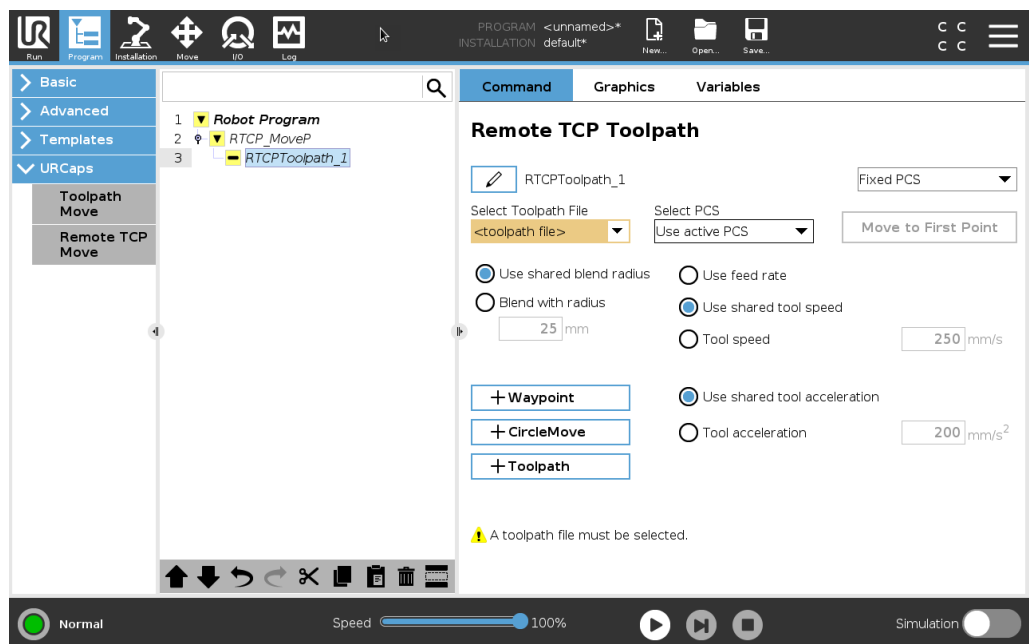 UR
Run
Program
Installation
Move
I/O
Log
PROGRAM <unnamed>*
INSTALLATION default*
New...
Open...
Save...
C C
C C
Basic
Advanced
Templates
URCaps
Toolpath
Move
Remote TCP
Move
1 Robot Program
2 RTCP_MoveP
3 RTCPToolpath_1
Command Graphics Variables
Remote TCP Toolpath
RTCPToolpath_1
Fixed PCS
Select Toolpath File
Select PCS
<toolpath file>
Use active PCS
Move to First Point
Use shared blend radius
Use feed rate
Blend with radius
Use shared tool speed
25 mm
Tool speed
250 mm/s
+ Waypoint
Use shared tool acceleration
+ CircleMove
Tool acceleration
200 mm/s²
+ Toolpath
A toolpath file must be selected.
Normal
Speed
100%
Simulation